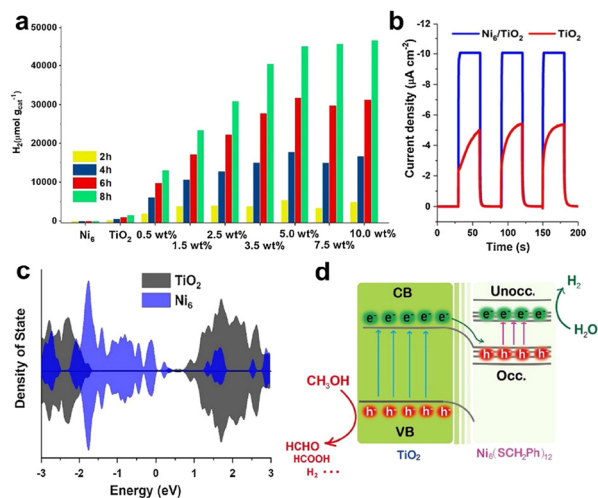 a
50000
40000
30000
20000
10000
0
H₂(μmol g꜀ₐₜ⁻¹)
2h
4h
6h
8h
Ni₆ TiO₂ 0.5 wt% 2.5 wt% 5.0 wt% 10.0 wt%
1.5 wt% 3.5 wt% 7.5 wt%
b
Ni₆/TiO₂ TiO₂
-12
-10
-8
-6
-4
-2
0
Current density (μA cm⁻²)
0 50 100 150 200
Time (s)
c
TiO₂
Ni₆
Density of State
-3 -2 -1 0 1 2 3
Energy (eV)
d
CB
Unocc.
H₂
e⁻ e⁻ e⁻ e⁻ e⁻
e⁻ e⁻ e⁻ e⁻
H₂O
h h h h
Occ.
CH₃OH
h h h h h
VB
HCHO
HCOOH
H₂ ···
TiO₂
Ni₆(SCH₂Ph)₁₂